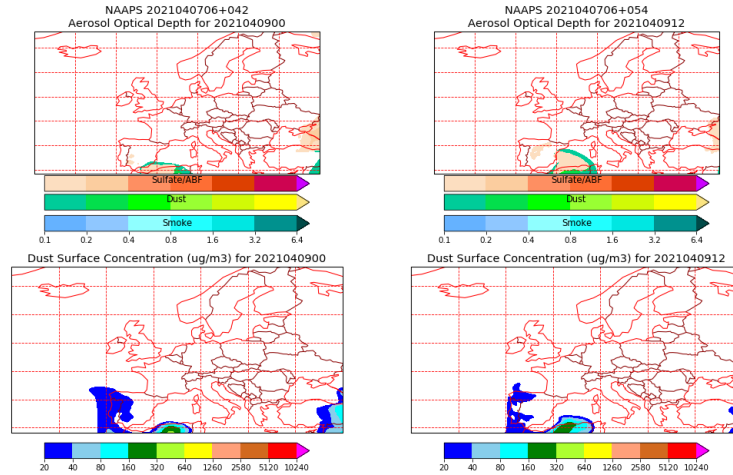 NAAPS 2021040706+042
Aerosol Optical Depth for 2021040900
Sulfate/ABF
Dust
Smoke
0.1 0.2 0.4 0.8 1.6 3.2 6.4
NAAPS 2021040706+054
Aerosol Optical Depth for 2021040912
Sulfate/ABF
Dust
Smoke
0.1 0.2 0.4 0.8 1.6 3.2 6.4
Dust Surface Concentration (ug/m3) for 2021040900
20 40 80 160 320 640 1260 2580 5120 10240
Dust Surface Concentration (ug/m3) for 2021040912
20 40 80 160 320 640 1260 2580 5120 10240